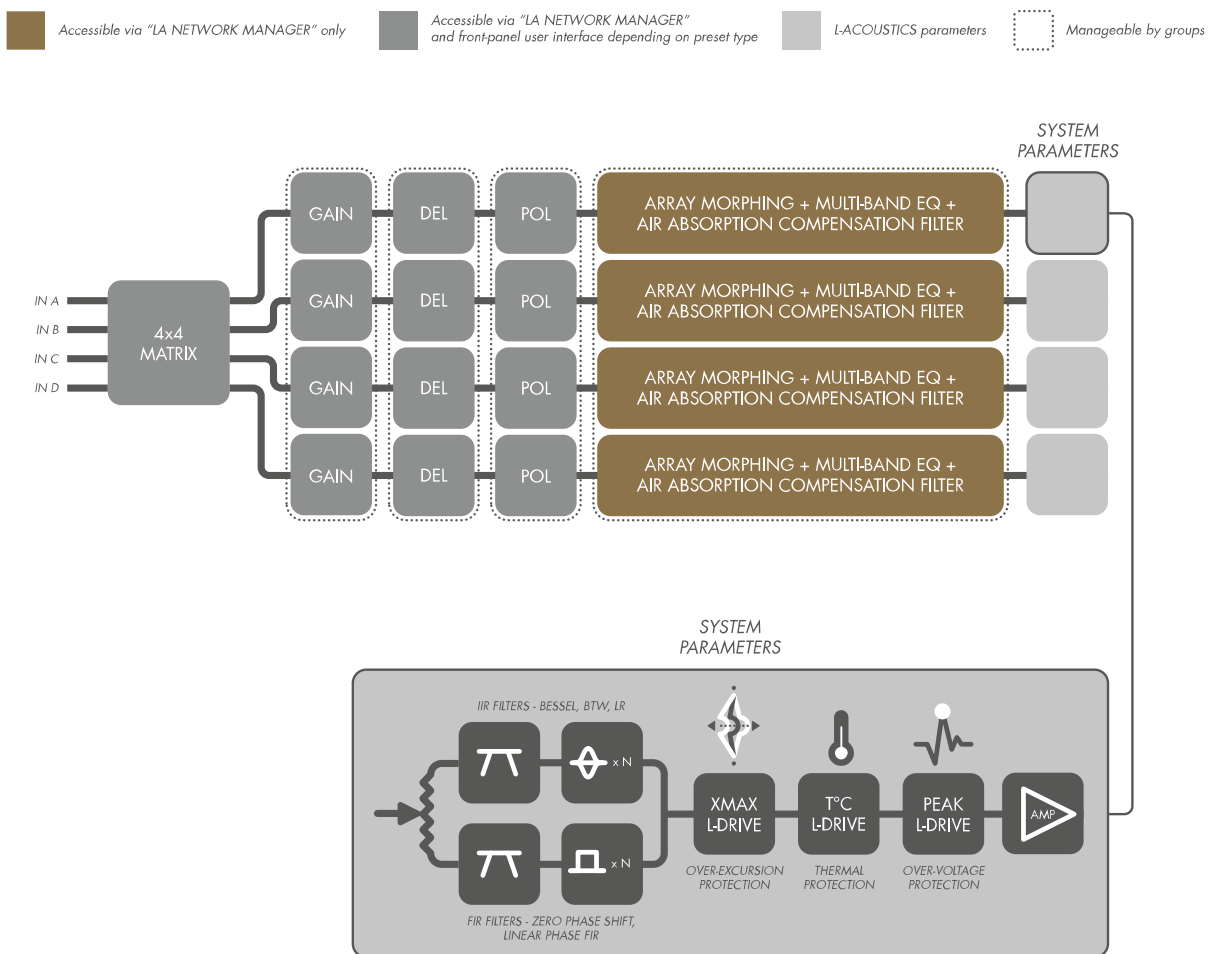 Accessible via “LA NETWORK MANAGER” only
Accessible via “LA NETWORK MANAGER”
and front-panel user interface depending on preset type
L-ACOUSTICS parameters
Manageable by groups
SYSTEM
PARAMETERS
GAIN
DEL
POL
ARRAY MORPHING + MULTI-BAND EQ +
AIR ABSORPTION COMPENSATION FILTER
GAIN
DEL
POL
ARRAY MORPHING + MULTI-BAND EQ +
AIR ABSORPTION COMPENSATION FILTER
IN A
IN B
IN C
IN D
4x4
MATRIX
GAIN
DEL
POL
ARRAY MORPHING + MULTI-BAND EQ +
AIR ABSORPTION COMPENSATION FILTER
GAIN
DEL
POL
ARRAY MORPHING + MULTI-BAND EQ +
AIR ABSORPTION COMPENSATION FILTER
SYSTEM
PARAMETERS
IIR FILTERS - BESSEL, BTW, LR
x N
x N
FIR FILTERS - ZERO PHASE SHIFT,
LINEAR PHASE FIR
XMAX
L-DRIVE
OVER-EXCURSION
PROTECTION
T°C
L-DRIVE
THERMAL
PROTECTION
PEAK
L-DRIVE
OVER-VOLTAGE
PROTECTION
AMP